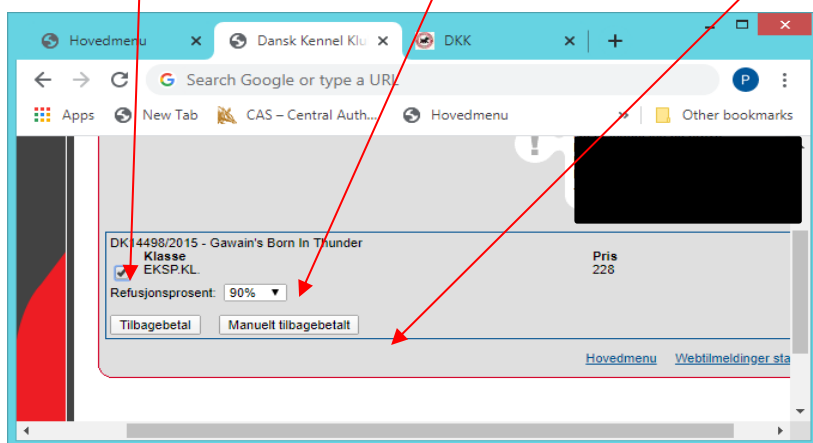 Hovedmenu
Dansk Kennel Klu
DKK
Search Google or type a URL
P
Apps
New Tab
CAS – Central Auth...
Hovedmenu
»
Other bookmarks
DK14498/2015 - Gawain's Born In Thunder
Klasse Pris
EKSP.KL. 228
Refusjonsprosent: 90%
Tilbagebetal Manuelt tilbagebetalt
Hovedmenu Webtilmeldinger sta